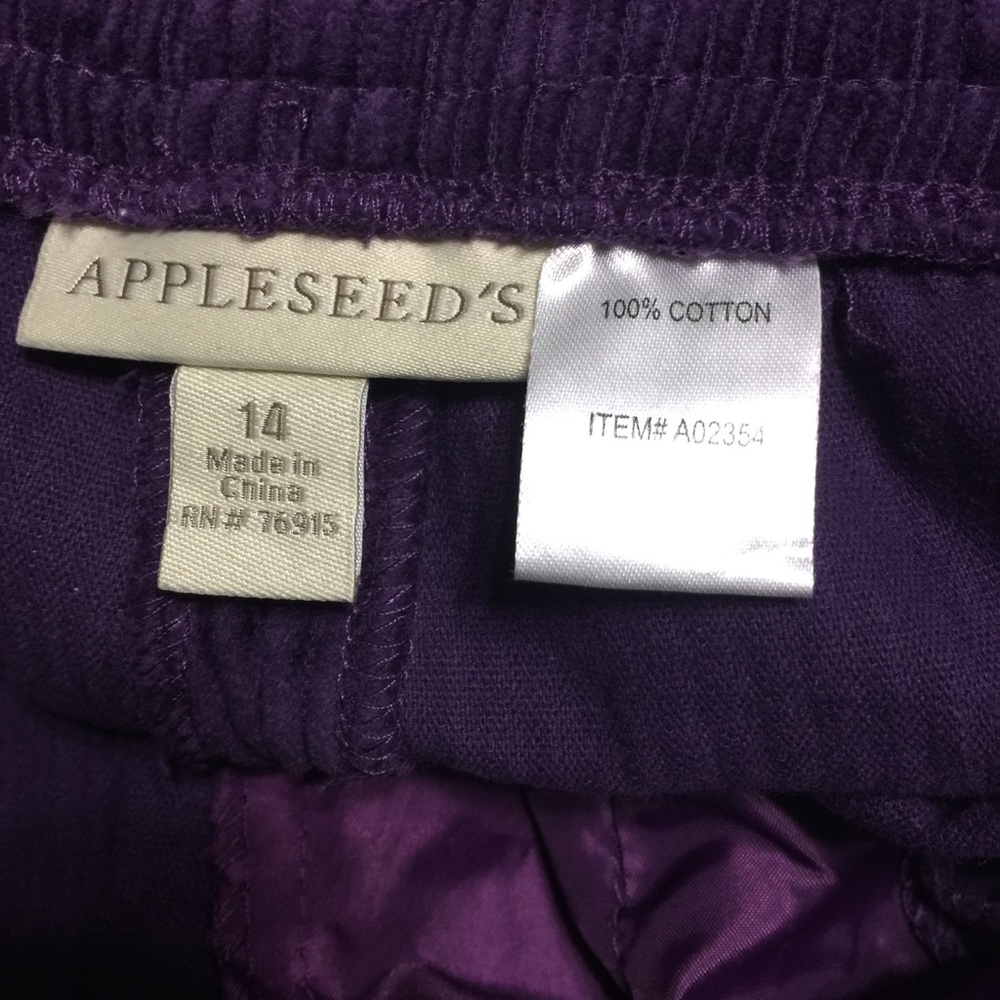 APPLESEED'S
14
Made in
China
RN# 76915
100% COTTON
ITEM# A02354